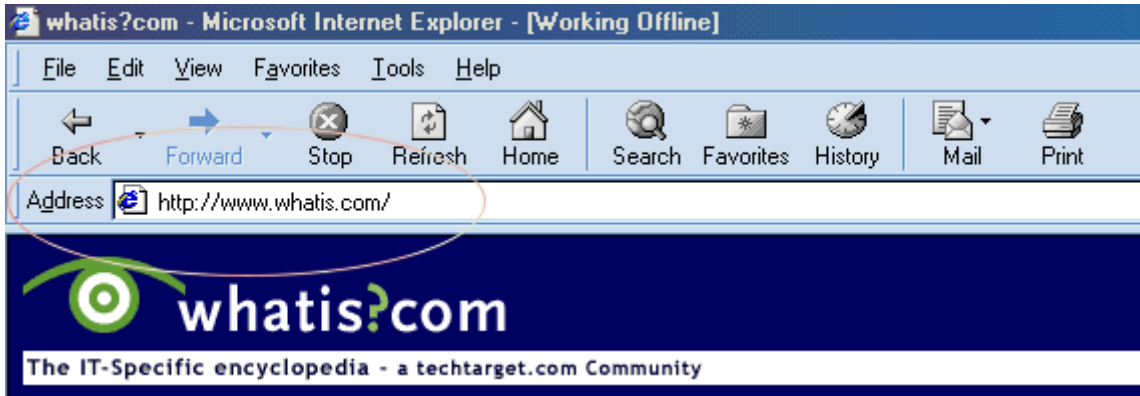 whatis?com - Microsoft Internet Explorer - [Working Offline]
File Edit View Favorites Tools Help
Back Forward Stop Refresh Home Search Favorites History Mail Print
Address http://www.whatis.com/
whatis?com
The IT-Specific encyclopedia - a techtarget.com Community